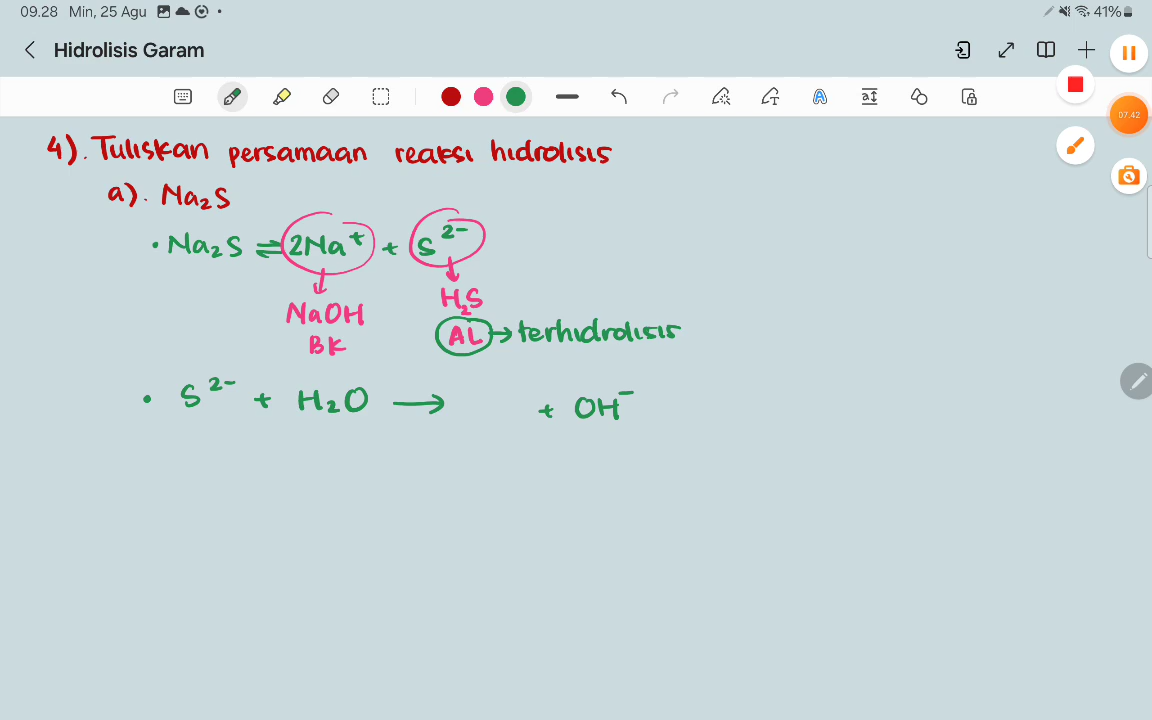 09.28 Min, 25 Agu
41%
Hidrolisis Garam
07.42
4). Tuliskan persamaan reaksi hidrolisis
a). Na₂S
• Na₂S ⇌ 2Na⁺ + S²⁻
NaOH H₂S
BK AL → terhidrolisis
• S²⁻ + H₂O → + OH⁻